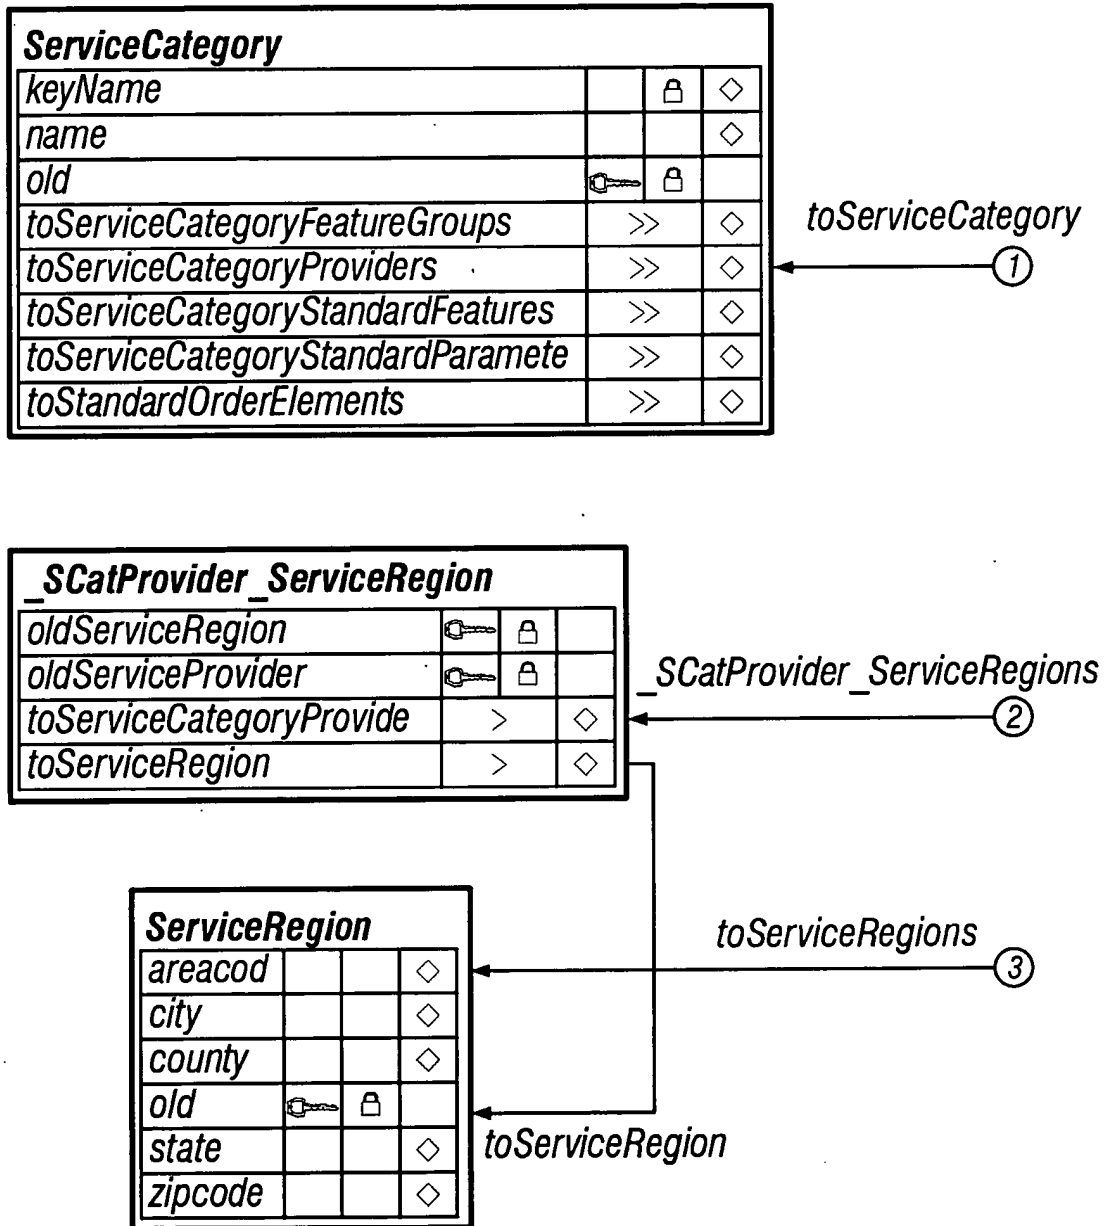 ServiceCategory
keyName
name
old
toServiceCategoryFeatureGroups
toServiceCategory
toServiceCategoryProviders
1
toServiceCategoryStandardFeatures
toServiceCategoryStandardParamete
toStandardOrderElements
_SCatProvider_ServiceRegion
oldServiceRegion
oldServiceProvider
_SCatProvider_ServiceRegions
toServiceCategoryProvide
2
toServiceRegion
ServiceRegion
toServiceRegions
areacod
3
city
county
old
toServiceRegion
state
zipcode